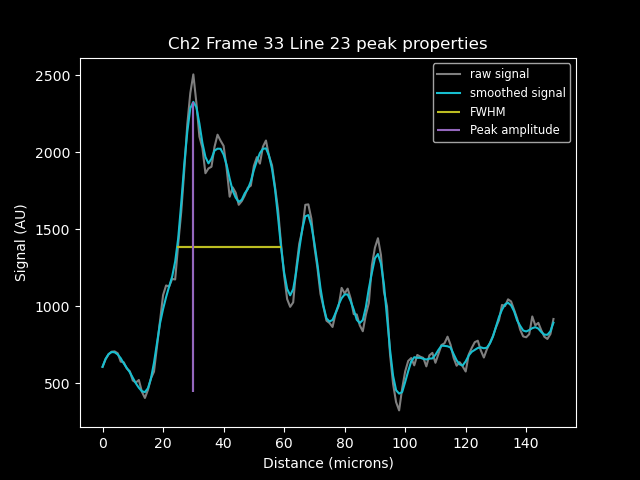 Ch2 Frame 33 Line 23 peak properties
raw signal
smoothed signal
FWHM
Peak amplitude
Signal (AU)
2500
2000
1500
1000
500
0 20 40 60 80 100 120 140
Distance (microns)